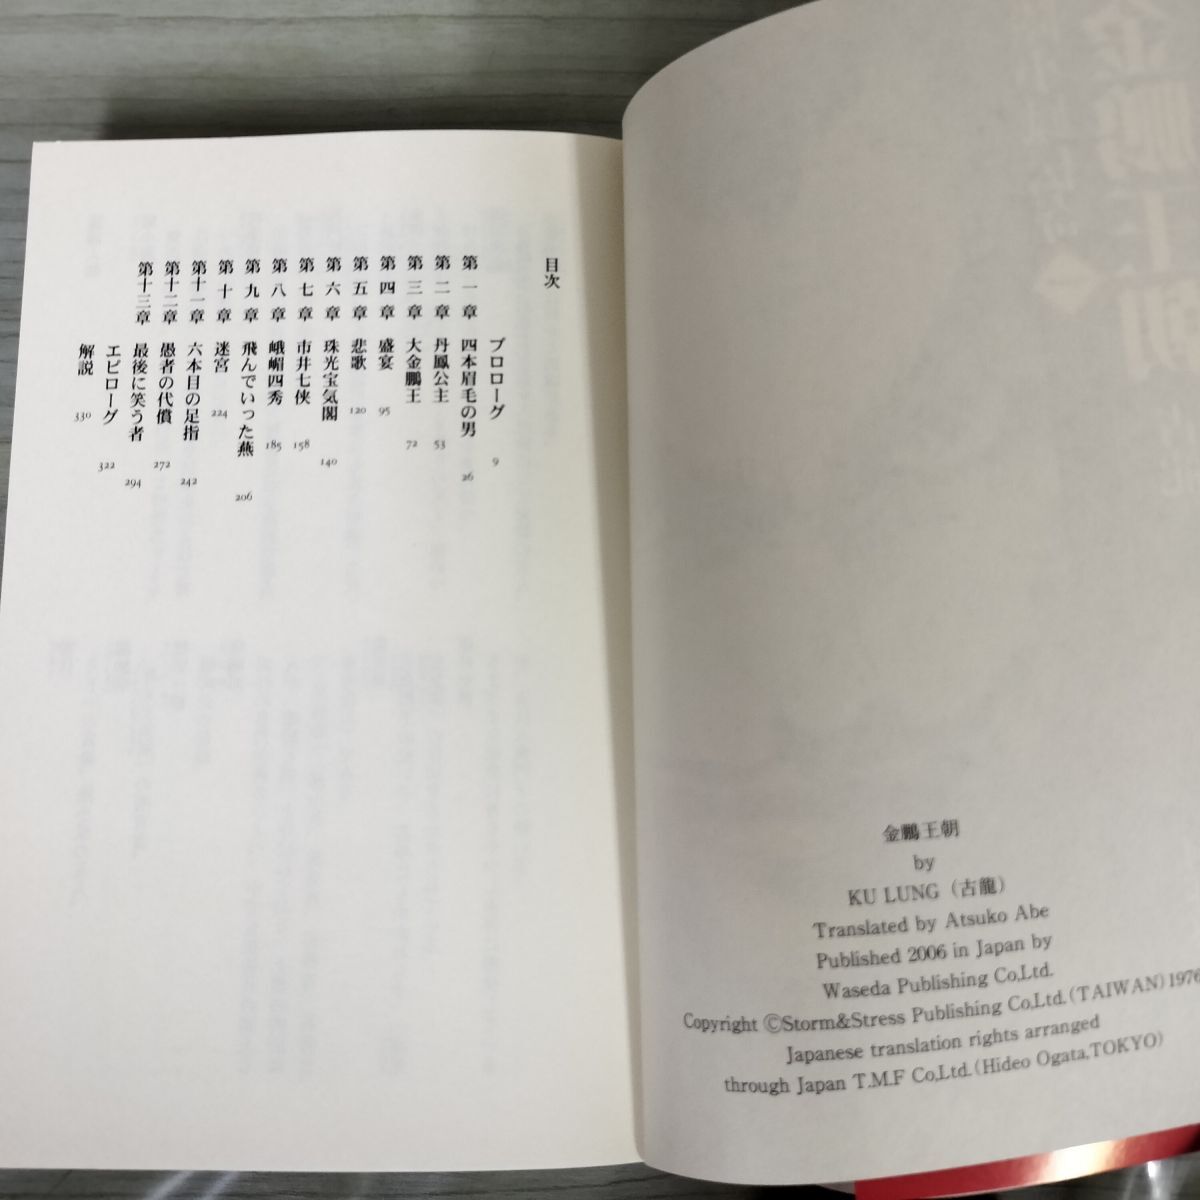 金鵬王朝
by
KU LUNG（古龍）
Translated by Atsuko Abe
Published 2006 in Japan by
Waseda Publishing Co,Ltd.
Copyright ©Storm&Stress Publishing Co,Ltd.(TAIWAN) 1976
Japanese translation rights arranged
through Japan T.M.F Co,Ltd.(Hideo Ogata,TOKYO)
目次
プロローグ 9
第一章 四本眉毛の男 26
第二章 丹鳳公主 53
第三章 大金鵬王 72
第四章 盛宴 95
第五章 悲歌 120
第六章 珠光宝気閣 140
第七章 市井七侠 158
第八章 峨嵋四秀 185
第九章 飛んでいった燕 206
第十章 迷宮 224
第十一章 六本目の足指 242
第十二章 愚者の代償 272
第十三章 最後に笑う者 294
エピローグ 322
解説 330